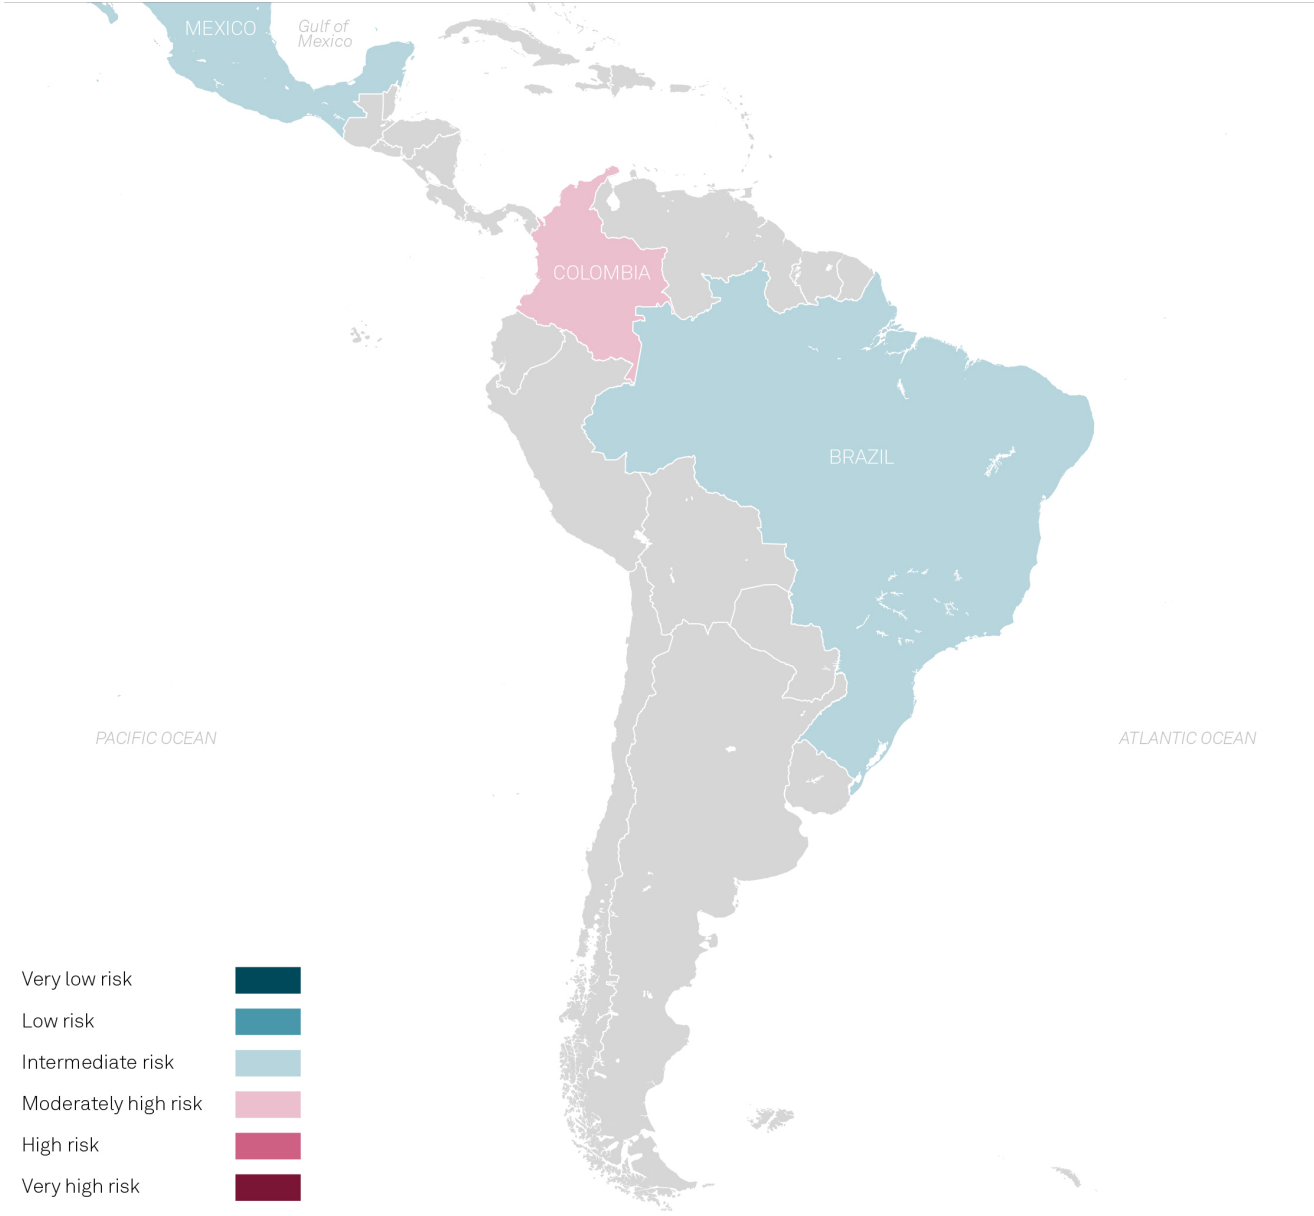 MEXICO
Gulf of
Mexico
COLOMBIA
BRAZIL
PACIFIC OCEAN
ATLANTIC OCEAN
Very low risk
Low risk
Intermediate risk
Moderately high risk
High risk
Very high risk